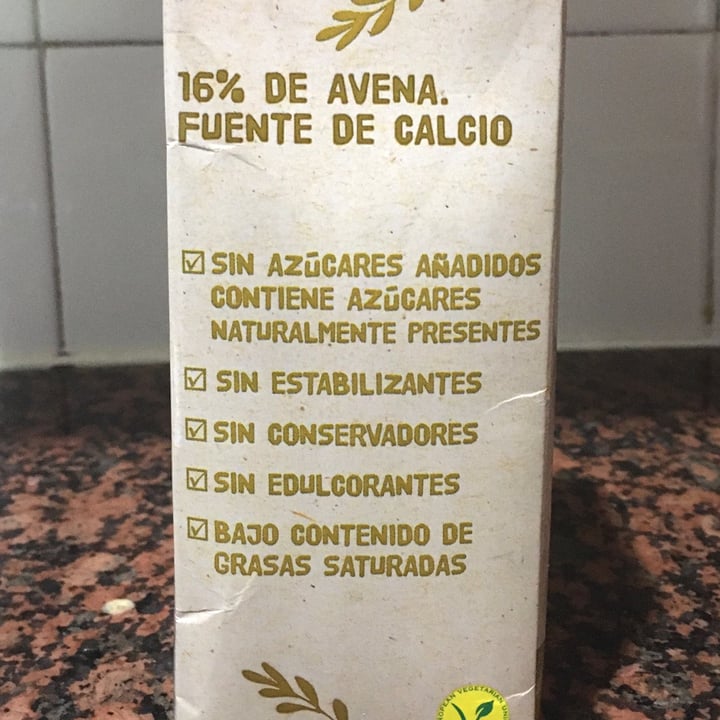 16% DE AVENA.
FUENTE DE CALCIO
SIN AZÚCARES AÑADIDOS
CONTIENE AZÚCARES
NATURALMENTE PRESENTES
SIN ESTABILIZANTES
SIN CONSERVADORES
SIN EDULCORANTES
BAJO CONTENIDO DE
GRASAS SATURADAS
VEGETARIAN